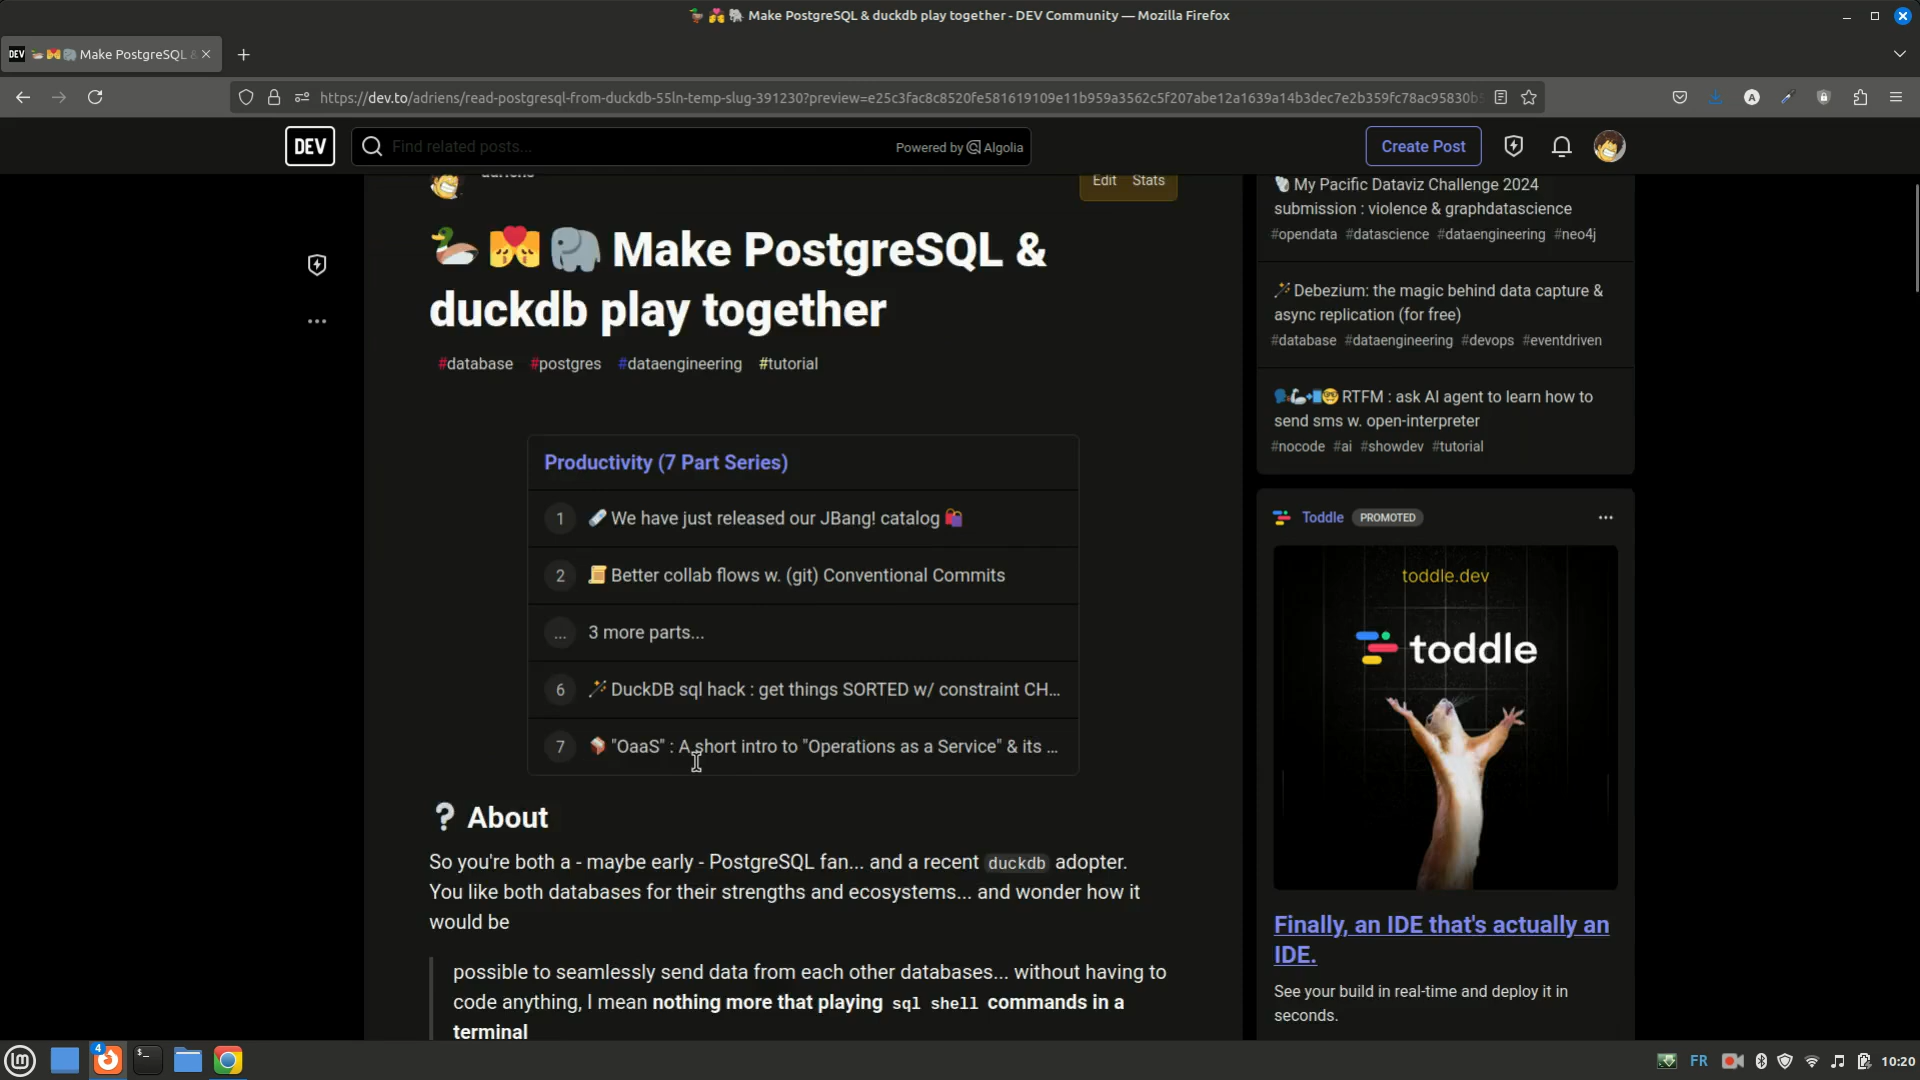 🦆 💏 🐘 Make PostgreSQL & duckdb play together - DEV Community — Mozilla Firefox
DEV 🦆💏🐘 Make PostgreSQL &
https://dev.to/adriens/read-postgresql-from-duckdb-55ln-temp-slug-391230?preview=e25c3fac8c8520fe581619109e11b959a3562c5f207abe12a1639a14b3dec7e2b359fc78ac95830b5
DEV
Find related posts...
Powered by Algolia
Create Post
adriens
Edit Stats
Make PostgreSQL &
duckdb play together
#database #postgres #dataengineering #tutorial
Productivity (7 Part Series)
1 We have just released our JBang! catalog 🛍️
2 📜 Better collab flows w. (git) Conventional Commits
... 3 more parts...
6 🪄 DuckDB sql hack : get things SORTED w/ constraint CH...
7 "OaaS" : A short intro to "Operations as a Service" & its ...
❔ About
So you're both a - maybe early - PostgreSQL fan... and a recent duckdb adopter.
You like both databases for their strengths and ecosystems... and wonder how it
would be
possible to seamlessly send data from each other databases... without having to
code anything, I mean nothing more that playing sql shell commands in a
terminal
My Pacific Dataviz Challenge 2024
submission : violence & graphdatascience
#opendata #datascience #dataengineering #neo4j
🪄 Debezium: the magic behind data capture &
async replication (for free)
#database #dataengineering #devops #eventdriven
RTFM : ask AI agent to learn how to
send sms w. open-interpreter
#nocode #ai #showdev #tutorial
Toddle PROMOTED
toddle.dev
toddle
Finally, an IDE that's actually an
IDE.
See your build in real-time and deploy it in
seconds.
4
FR
10:20